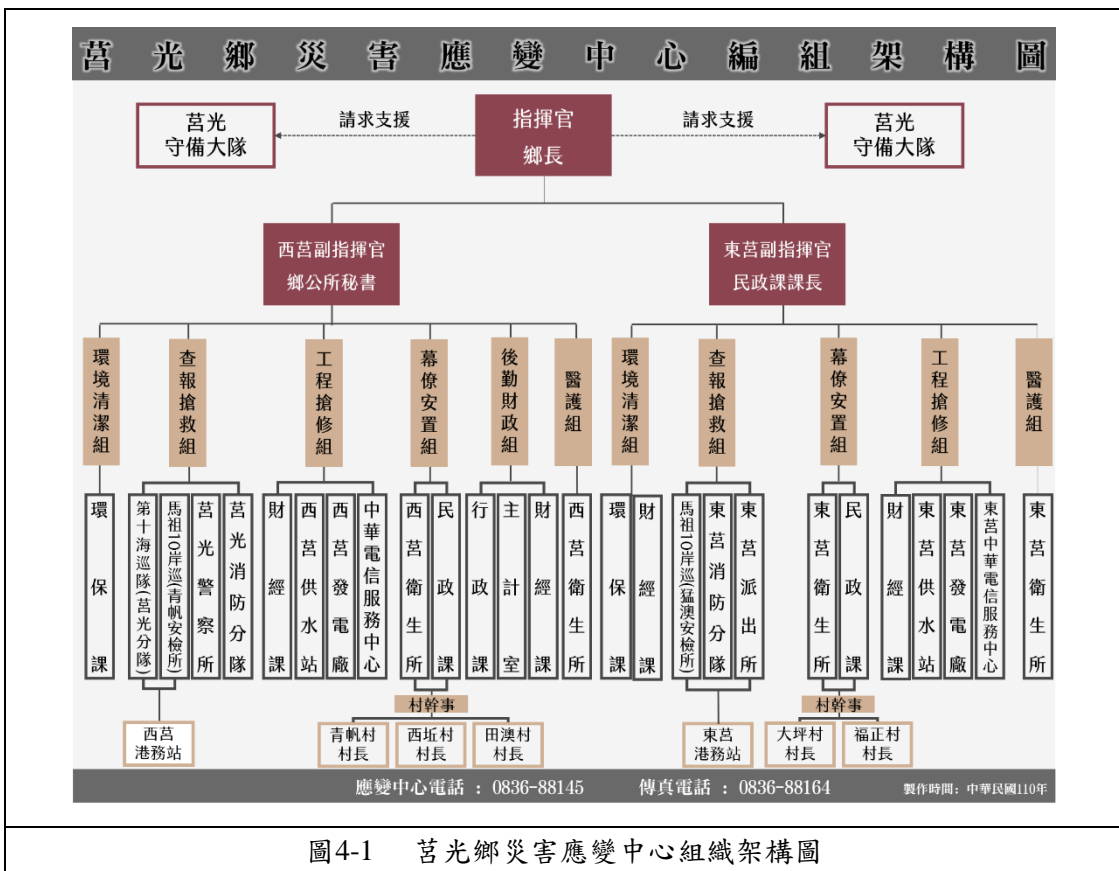 莒光鄉災害應變中心編組架構圖
莒光
守備大隊
請求支援
指揮官
鄉長
請求支援
莒光
守備大隊
西莒副指揮官
鄉公所秘書
東莒副指揮官
民政課課長
環境清潔組
查報搶救組
工程搶修組
幕僚安置組
後勤財政組
醫護組
環境清潔組
查報搶救組
幕僚安置組
工程搶修組
醫護組
環保課
第十海巡隊(莒光分隊)
馬祖10岸巡(青帆安檢所)
莒光警察所
莒光消防分隊
財經課
西莒供水站
西莒發電廠
中華電信服務中心
西莒衛生所
民政課
行政課
主計室
財經課
西莒衛生所
環保課
財經課
馬祖10岸巡(猛澳安檢所)
東莒消防分隊
東莒派出所
東莒衛生所
民政課
財經課
東莒供水站
東莒發電廠
東莒中華電信服務中心
東莒衛生所
村幹事
村幹事
西莒
港務站
青帆村
村長
西坵村
村長
田澳村
村長
東莒
港務站
大坪村
村長
福正村
村長
應變中心電話：0836-88145
傳真電話：0836-88164
製作時間：中華民國110年
圖4-1 莒光鄉災害應變中心組織架構圖